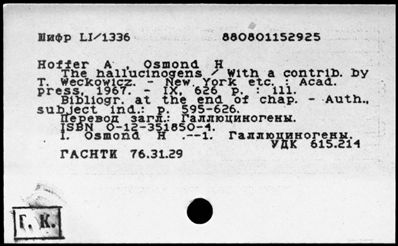 Шифр LI/1336 880801152925
Hoffer A , Osmond H
The hallucinogens / With a contrib. by
T. Weckowicz. - New York etc. : Acad.
press, 1967. - IX, 626 p. : ill.
Bibliogr. at the end of chap. - Auth.,
subject ind.: p. 595-626.
Перевод загл.: Галлюциногены.
ISBN 0-12-351850-4.
I. Osmond H .--1. Галлюциногены.
УДК 615.214
ГАСНТИ 76.31.29
Г. К.